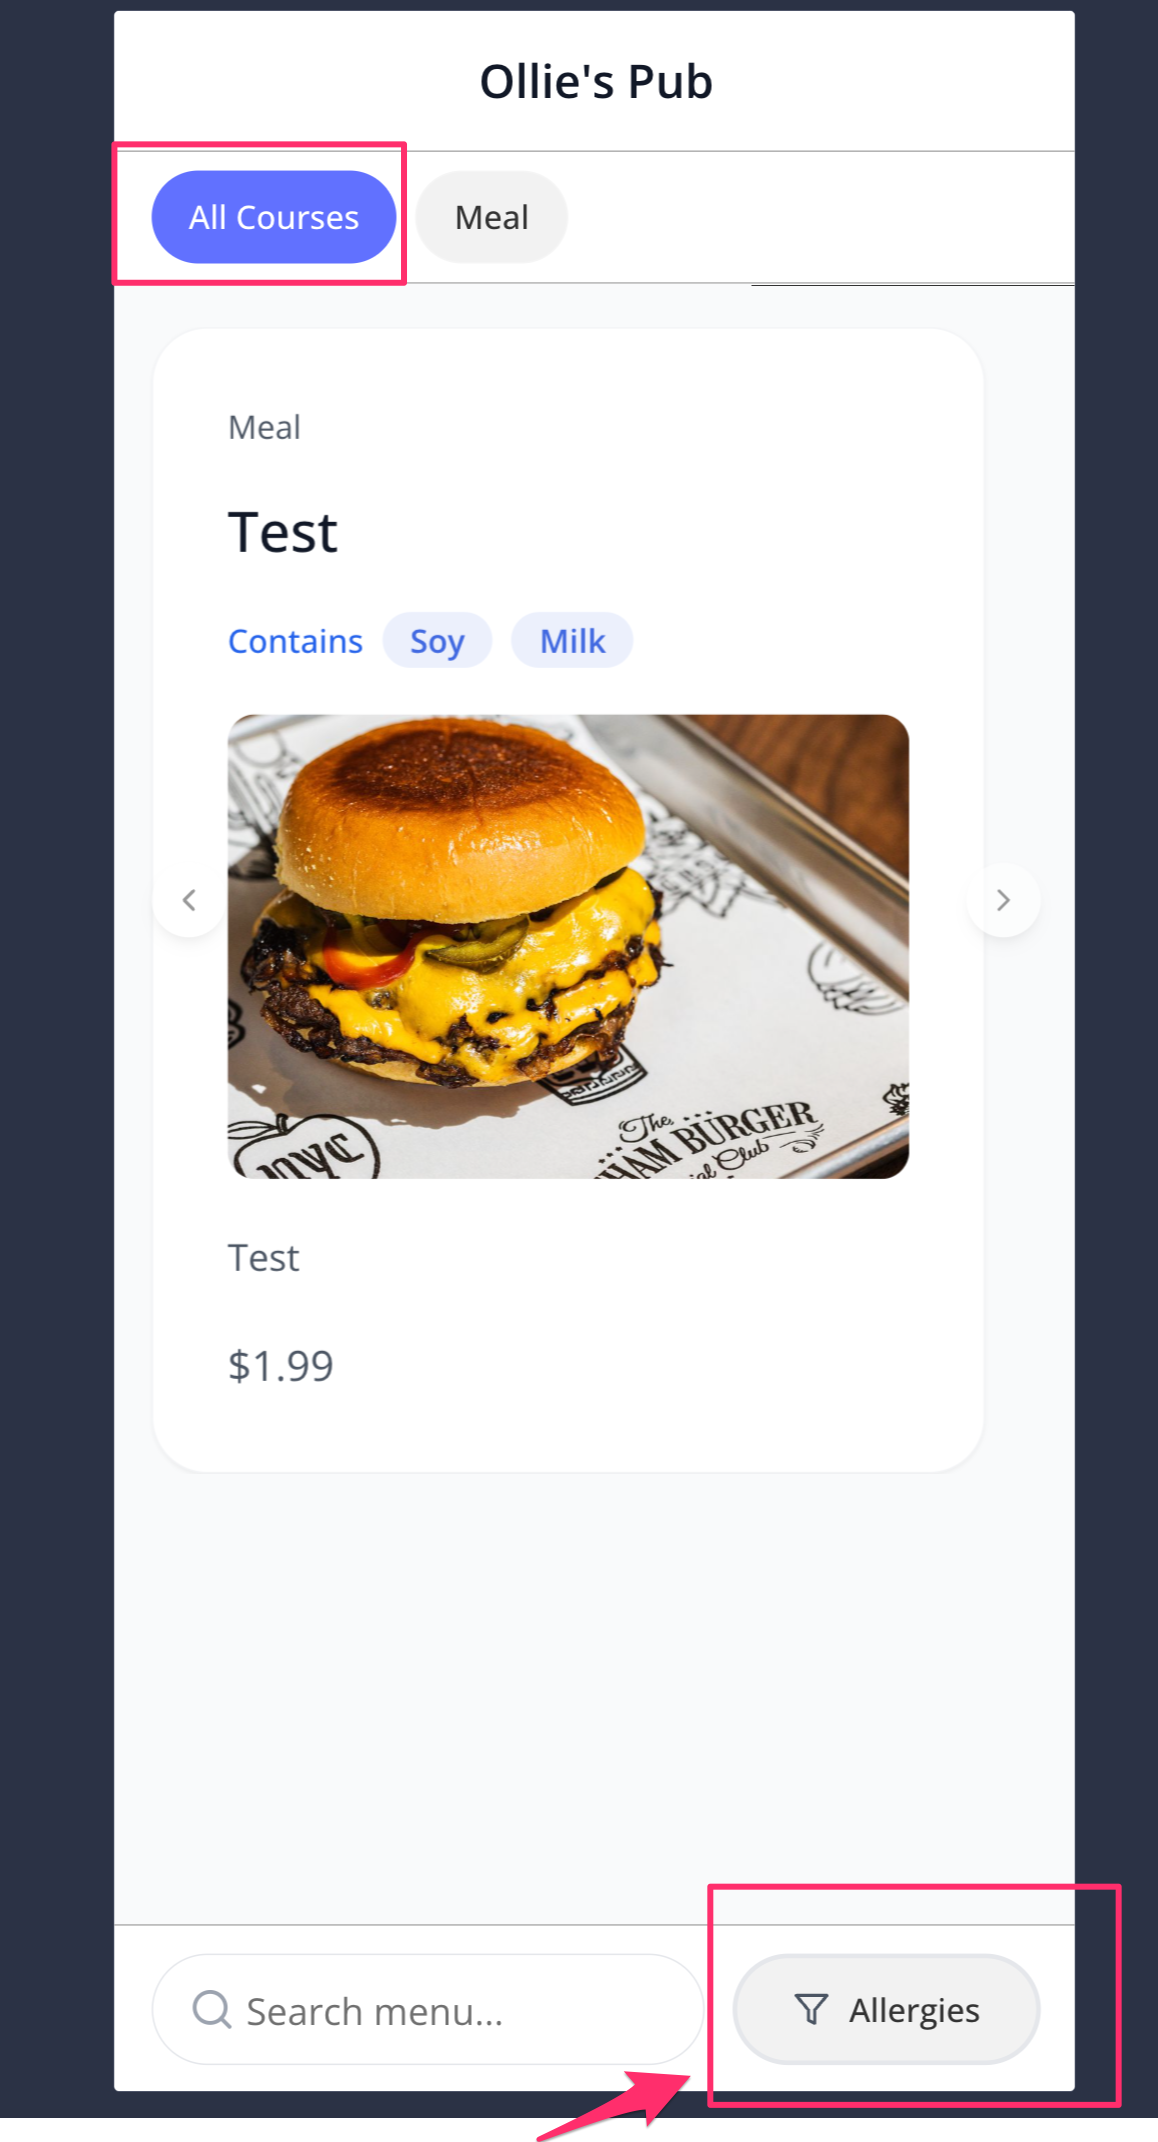 Ollie's Pub
All Courses
Meal
Meal
Test
Contains Soy Milk
NYC
The
HAM BURGER
ial Club
Test
$1.99
Search menu...
Allergies